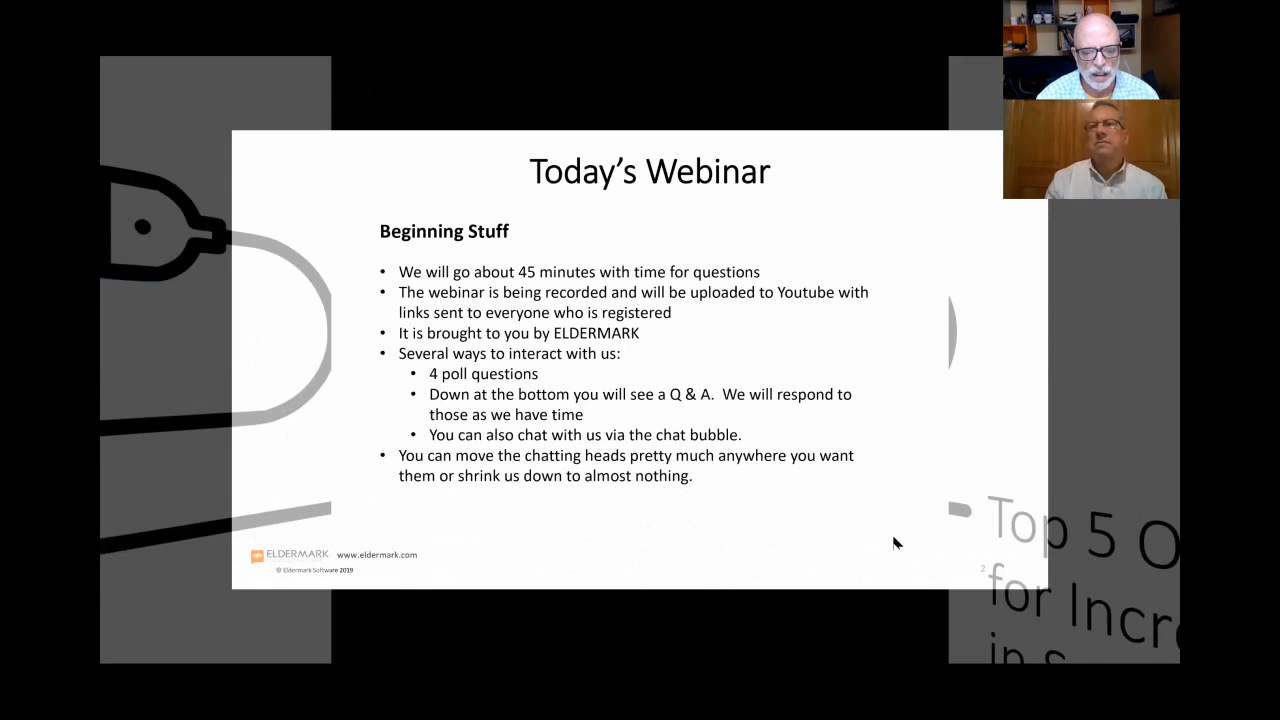 Today's Webinar
Beginning Stuff
• We will go about 45 minutes with time for questions
• The webinar is being recorded and will be uploaded to Youtube with
links sent to everyone who is registered
• It is brought to you by ELDERMARK
• Several ways to interact with us:
• 4 poll questions
• Down at the bottom you will see a Q & A. We will respond to
those as we have time
• You can also chat with us via the chat bubble.
• You can move the chatting heads pretty much anywhere you want
them or shrink us down to almost nothing.
ELDERMARK www.eldermark.com
© Eldermark Software 2019
2
Top 5 O
for Incr
in